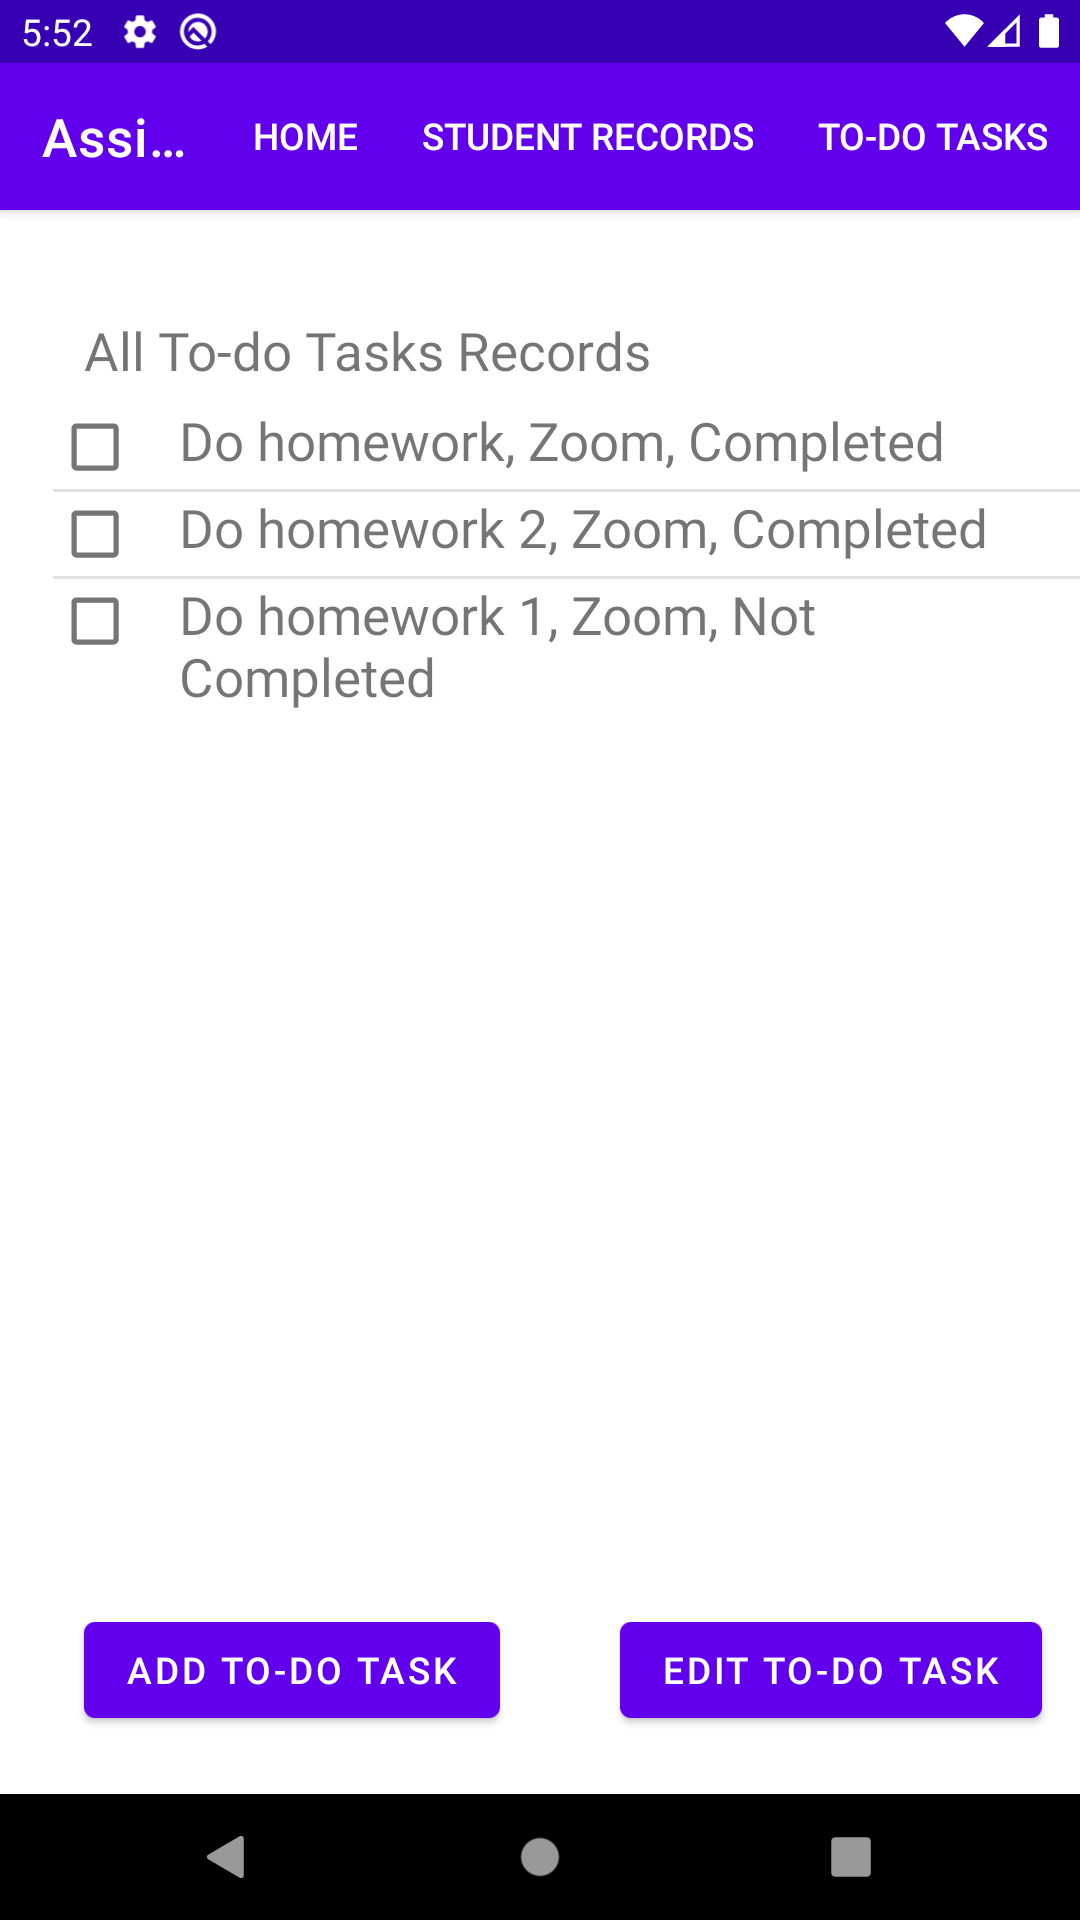 5:52
Assi... HOME STUDENT RECORDS TO-DO TASKS
All To-do Tasks Records
Do homework, Zoom, Completed
Do homework 2, Zoom, Completed
Do homework 1, Zoom, Not
Completed
ADD TO-DO TASK EDIT TO-DO TASK